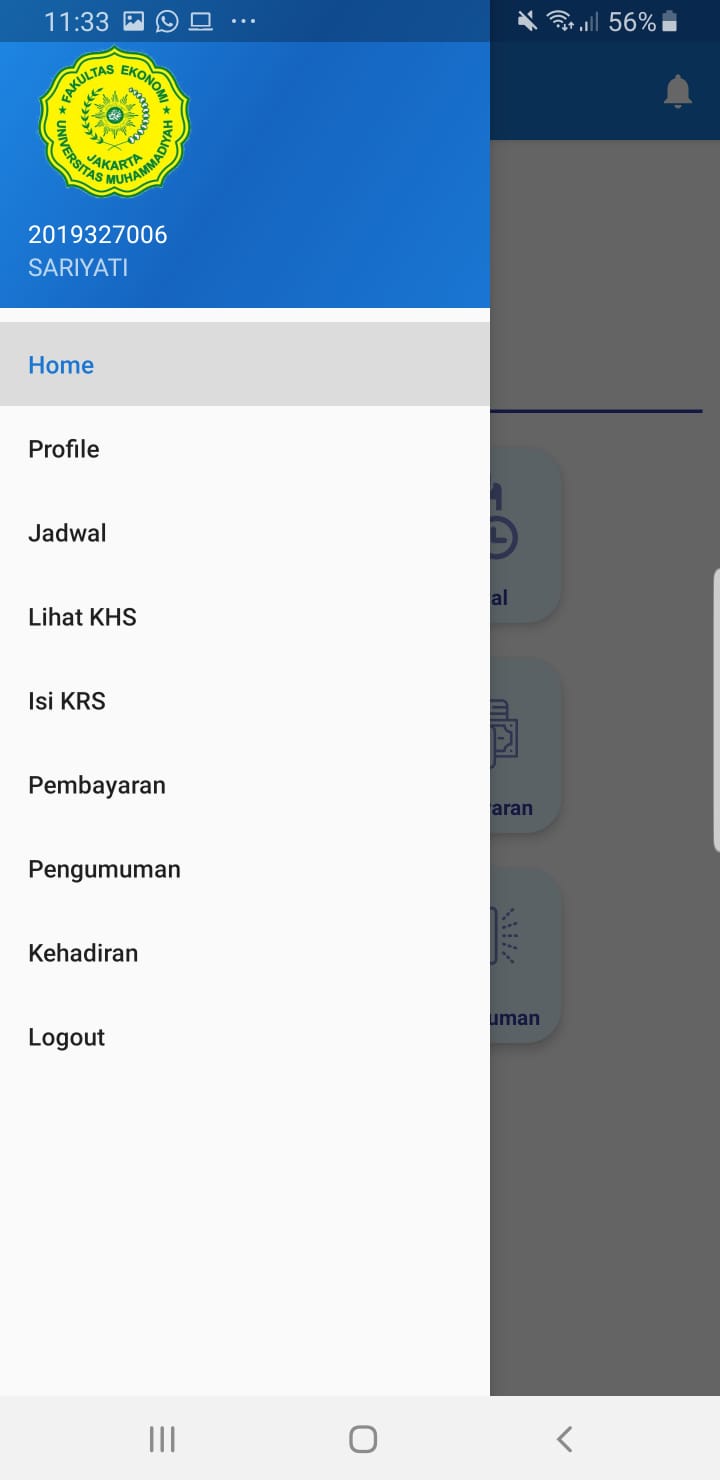 11:33
56%
FAKULTAS EKONOMI
UNIVERSITAS MUHAMMADIYAH
JAKARTA
2019327006
SARIYATI
Home
Profile
Jadwal
al
Lihat KHS
Isi KRS
Pembayaran
aran
Pengumuman
Kehadiran
uman
Logout